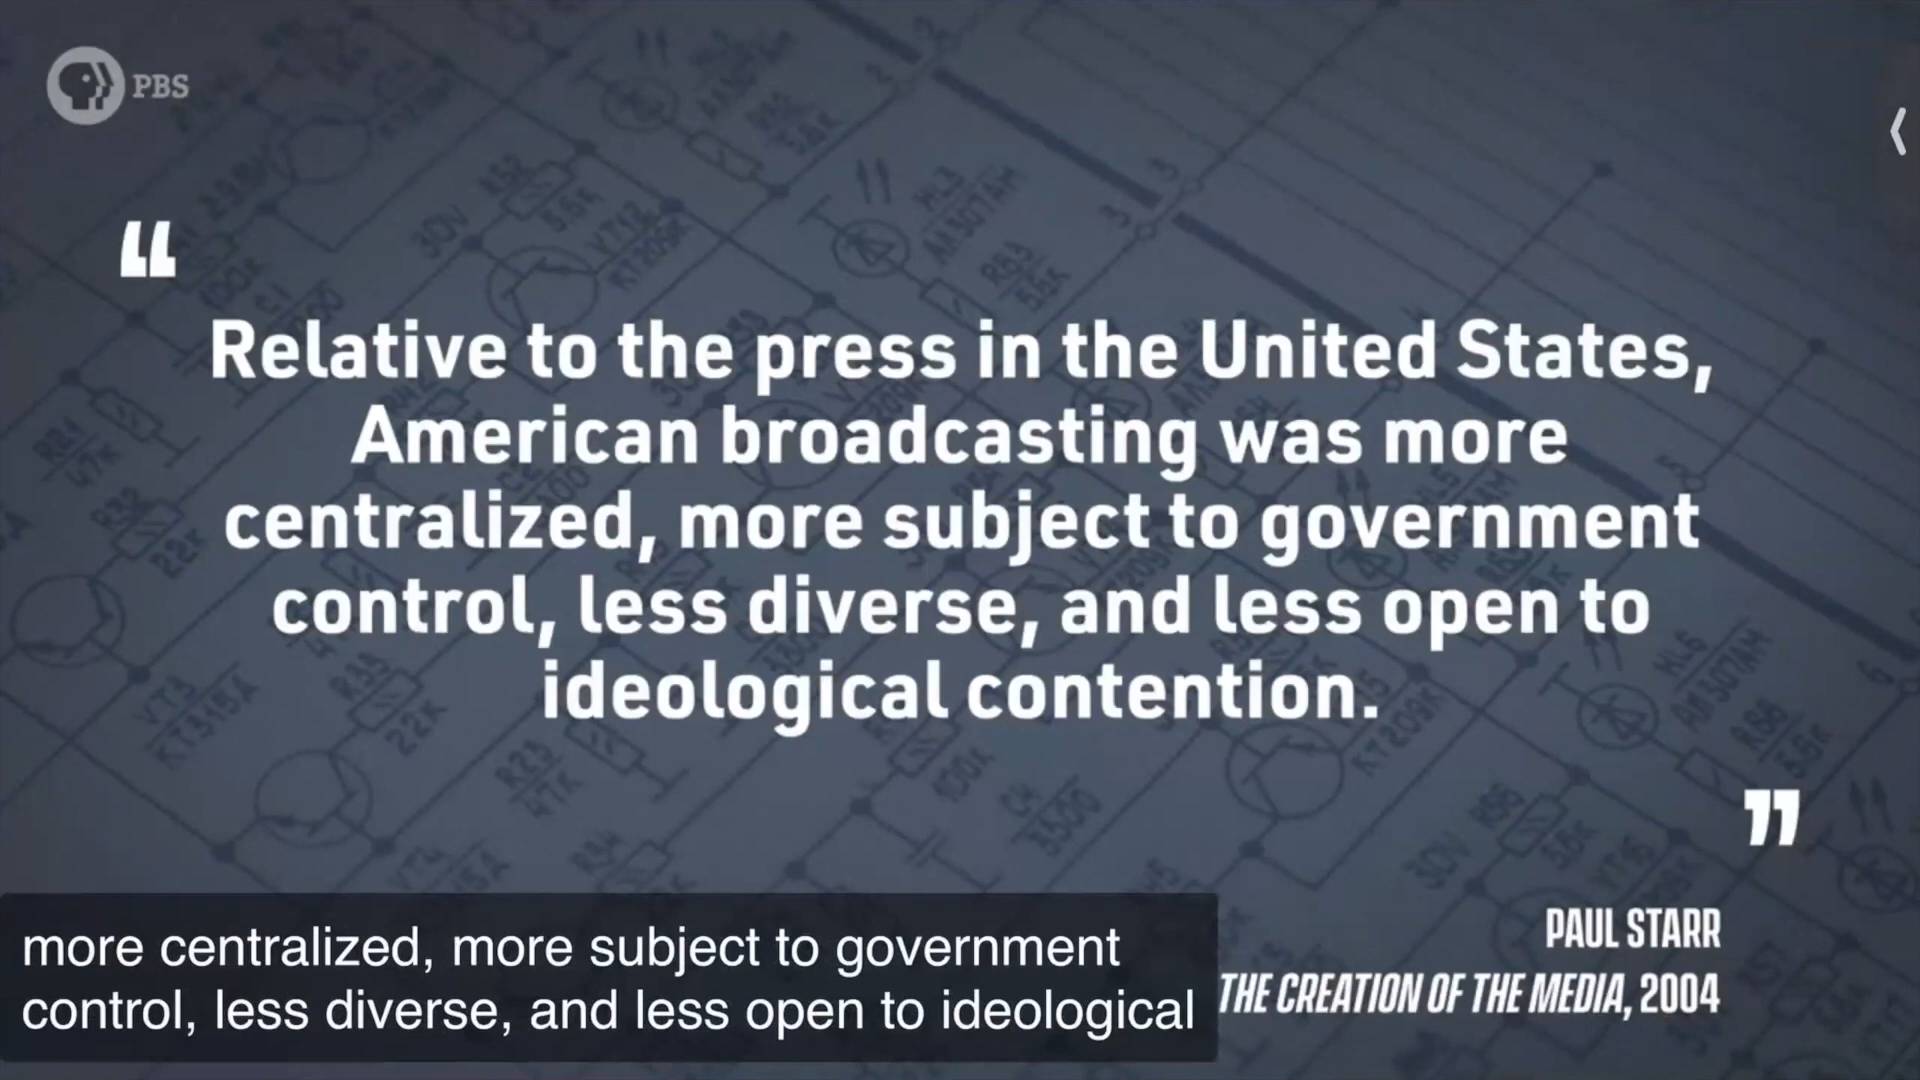 PBS
“
Relative to the press in the United States,
American broadcasting was more
centralized, more subject to government
control, less diverse, and less open to
ideological contention.
”
PAUL STARR
THE CREATION OF THE MEDIA, 2004
more centralized, more subject to government
control, less diverse, and less open to ideological